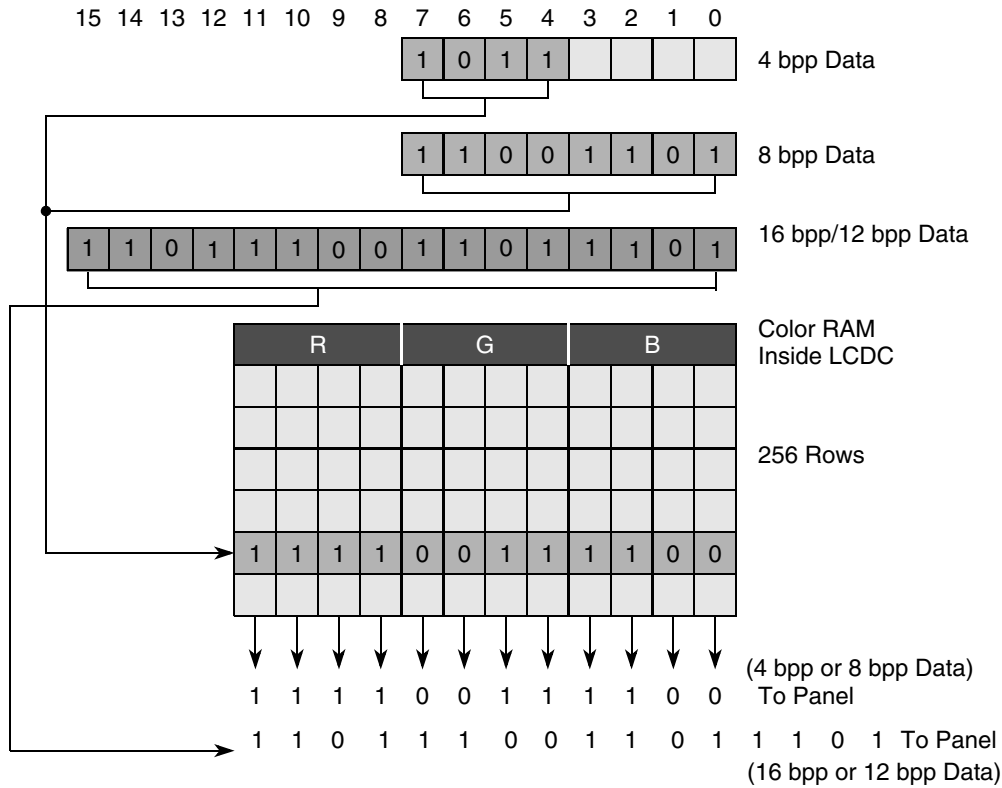 15 14 13 12 11 10 9 8 7 6 5 4 3 2 1 0
1 0 1 1 4 bpp Data
1 1 0 0 1 1 0 1 8 bpp Data
1 1 0 1 1 1 0 0 1 1 0 1 1 1 0 1 16 bpp/12 bpp Data
R G B Color RAM
Inside LCDC
256 Rows
1 1 1 1 0 0 1 1 1 1 0 0
(4 bpp or 8 bpp Data)
1 1 1 1 0 0 1 1 1 1 0 0 To Panel
1 1 0 1 1 1 0 0 1 1 0 1 1 1 0 1 To Panel
(16 bpp or 12 bpp Data)